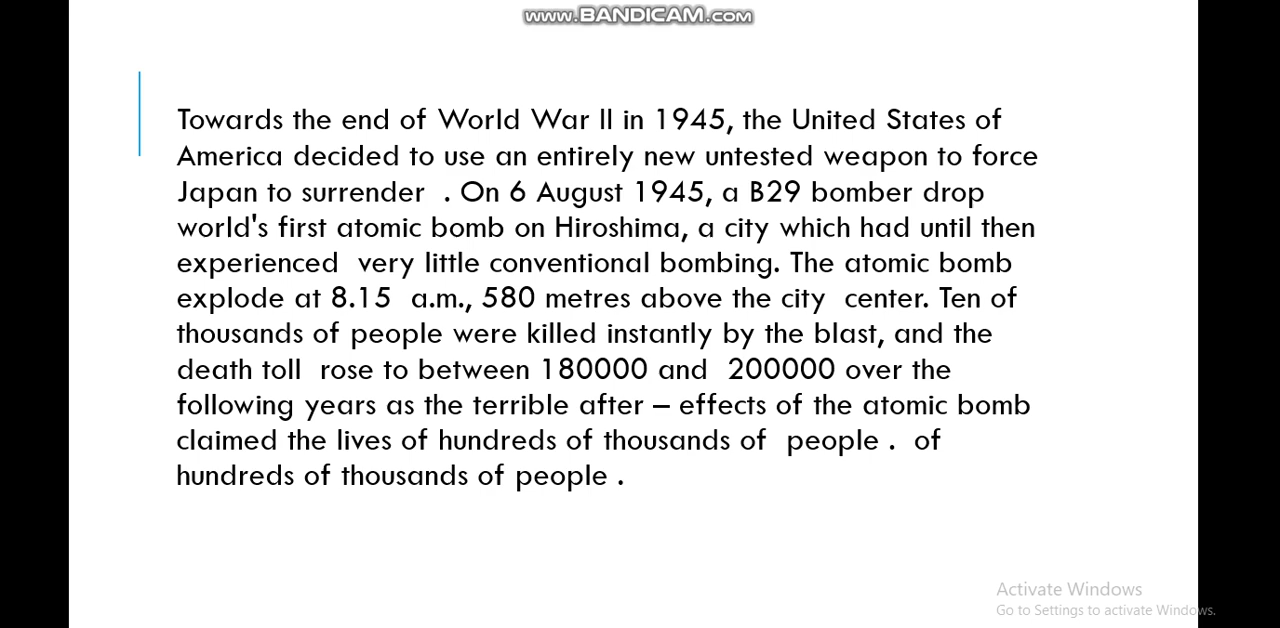 www.BANDICAM.com
Towards the end of World War II in 1945, the United States of
America decided to use an entirely new untested weapon to force
Japan to surrender  . On 6 August 1945, a B29 bomber drop
world's first atomic bomb on Hiroshima, a city which had until then
experienced  very little conventional bombing. The atomic bomb
explode at 8.15  a.m., 580 metres above the city  center. Ten of
thousands of people were killed instantly by the blast, and the
death toll  rose to between 180000 and  200000 over the
following years as the terrible after – effects of the atomic bomb
claimed the lives of hundreds of thousands of  people .  of
hundreds of thousands of people .
Activate Windows
Go to Settings to activate Windows.